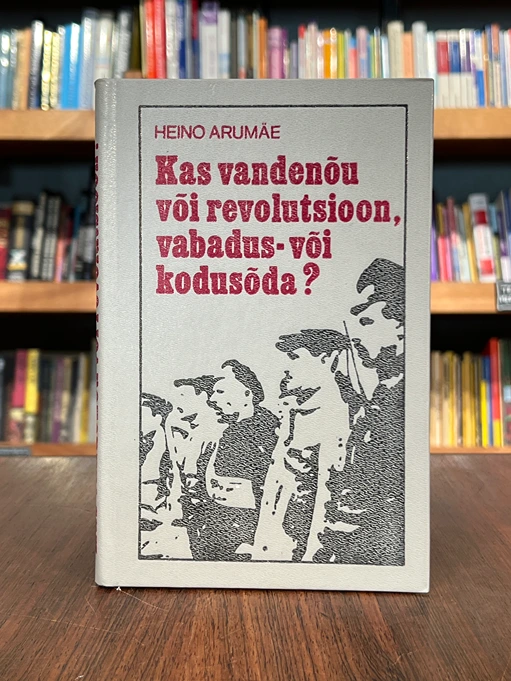 HEINO ARUMÄE
Kas vandenõu
või revolutsioon,
vabadus-või
kodusõda?